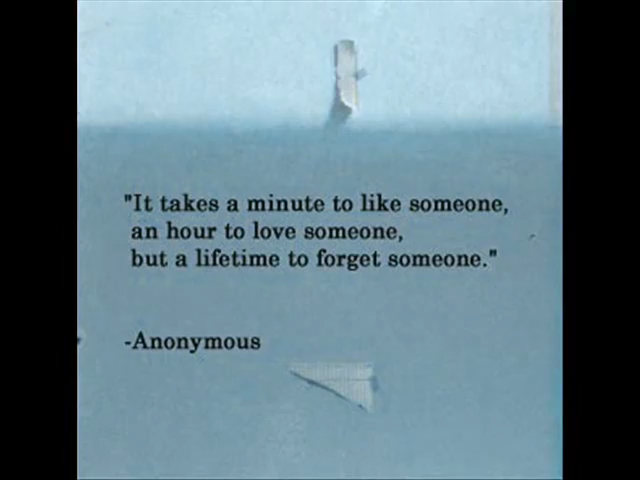 "It takes a minute to like someone,
an hour to love someone,
but a lifetime to forget someone."
-Anonymous